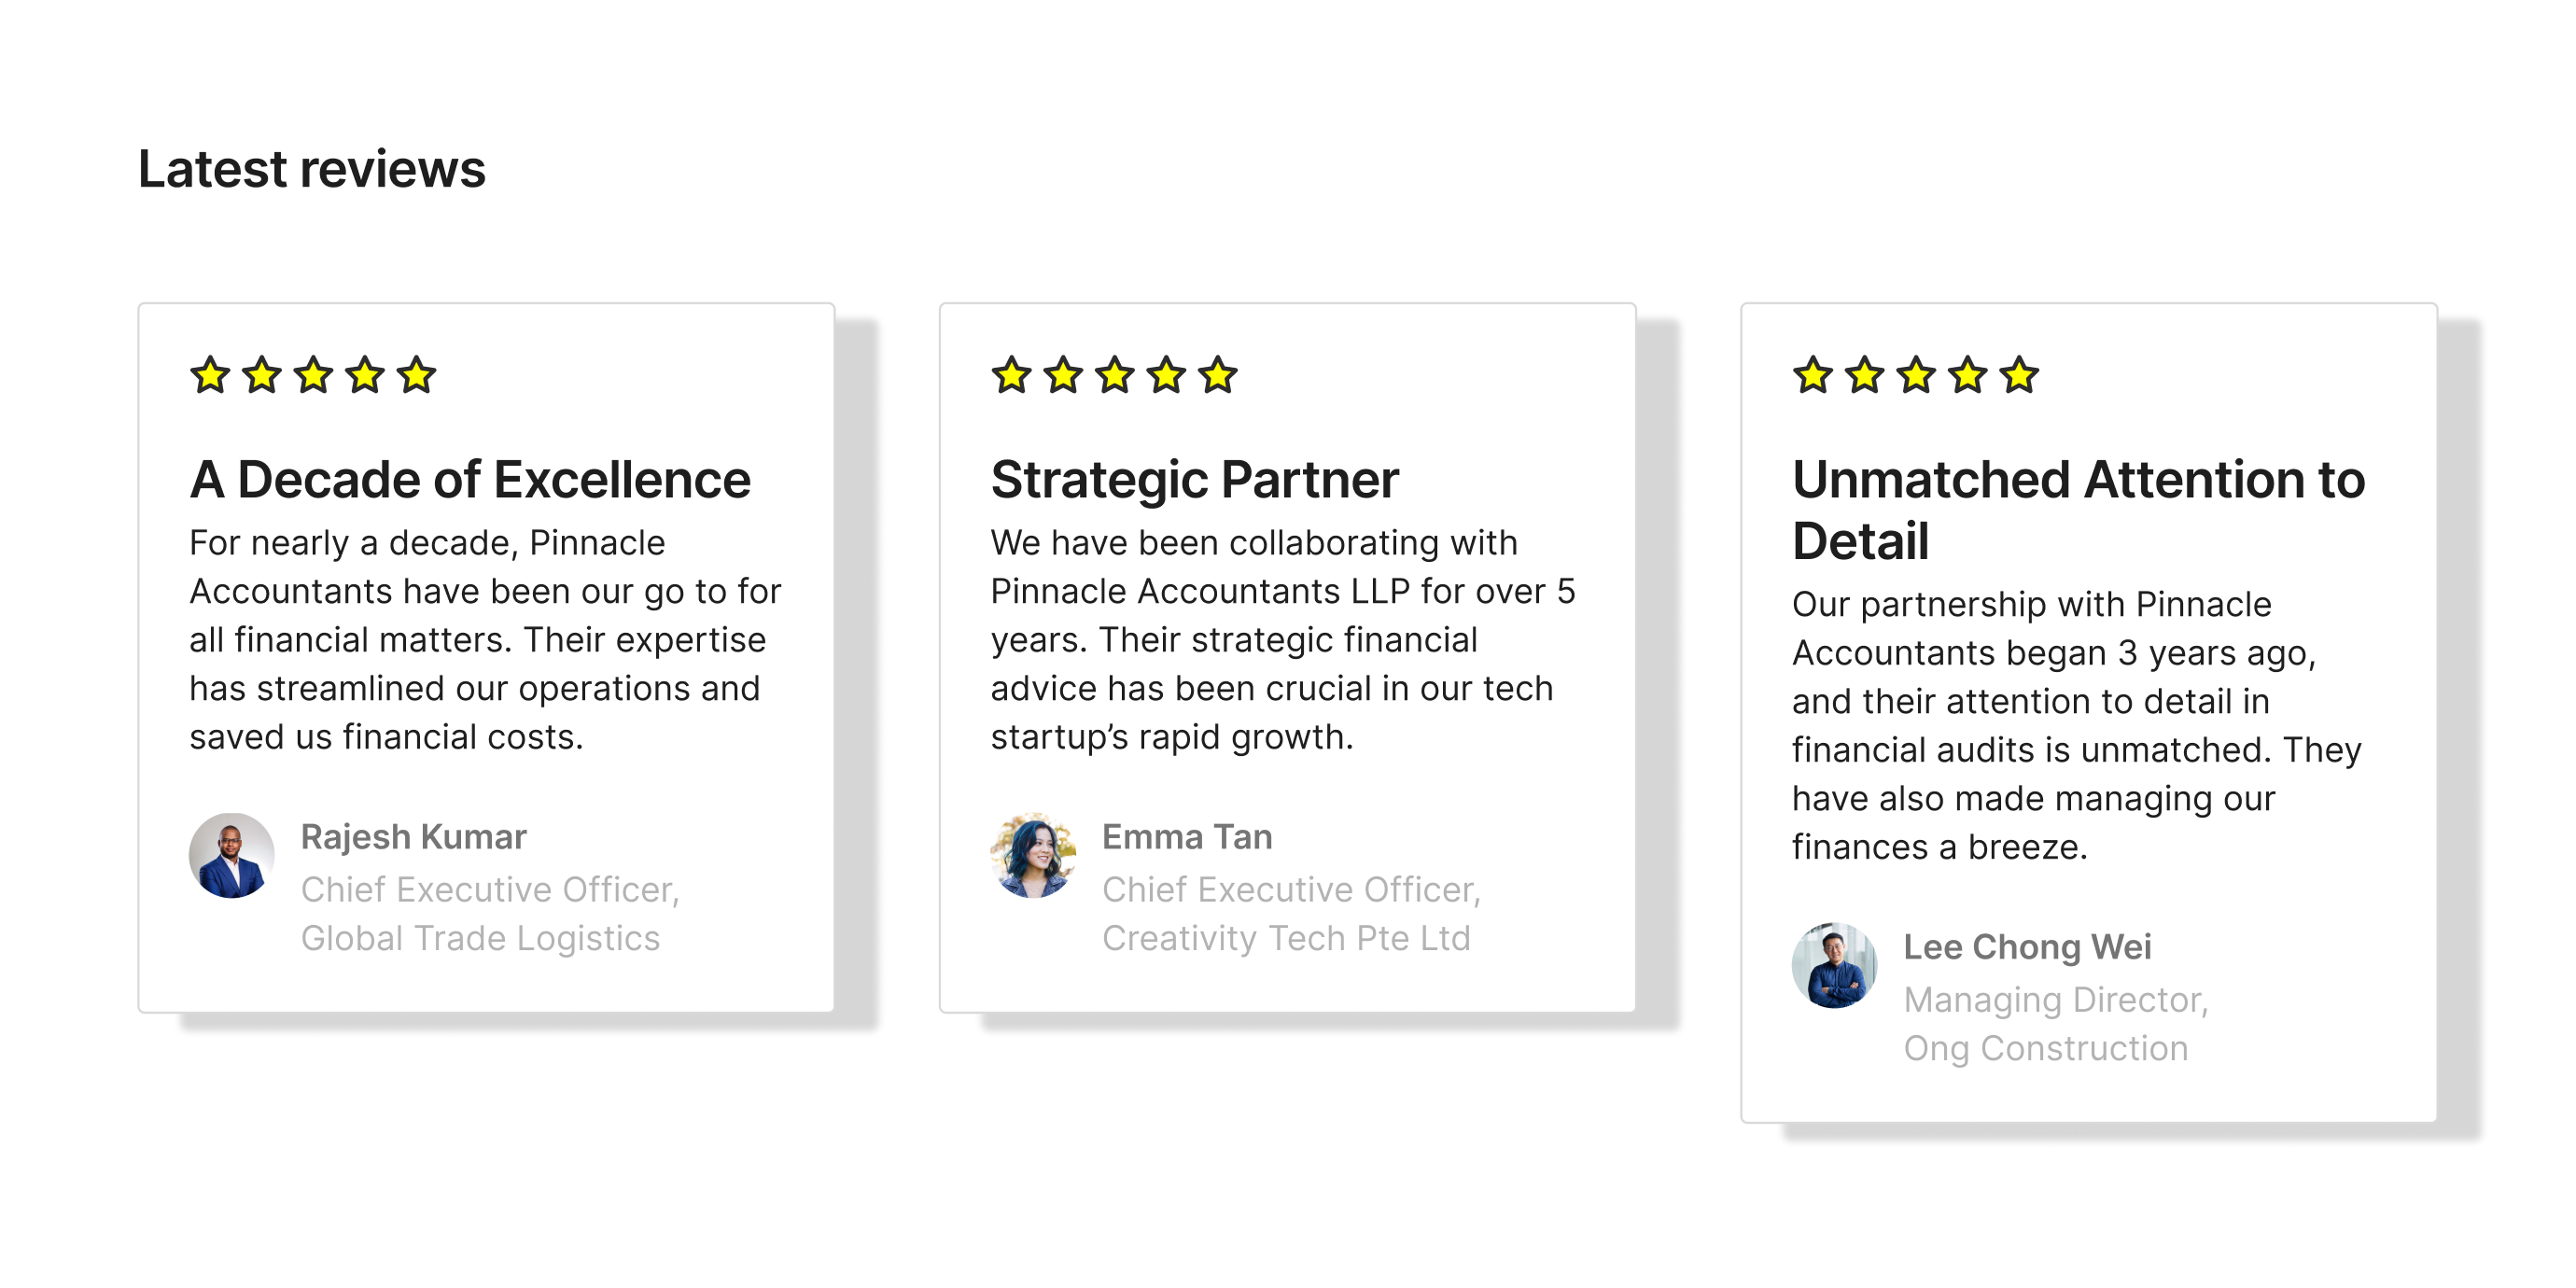 Latest reviews
A Decade of Excellence
For nearly a decade, Pinnacle
Accountants have been our go to for
all financial matters. Their expertise
has streamlined our operations and
saved us financial costs.
Rajesh Kumar
Chief Executive Officer,
Global Trade Logistics
Strategic Partner
We have been collaborating with
Pinnacle Accountants LLP for over 5
years. Their strategic financial
advice has been crucial in our tech
startup’s rapid growth.
Emma Tan
Chief Executive Officer,
Creativity Tech Pte Ltd
Unmatched Attention to
Detail
Our partnership with Pinnacle
Accountants began 3 years ago,
and their attention to detail in
financial audits is unmatched. They
have also made managing our
finances a breeze.
Lee Chong Wei
Managing Director,
Ong Construction